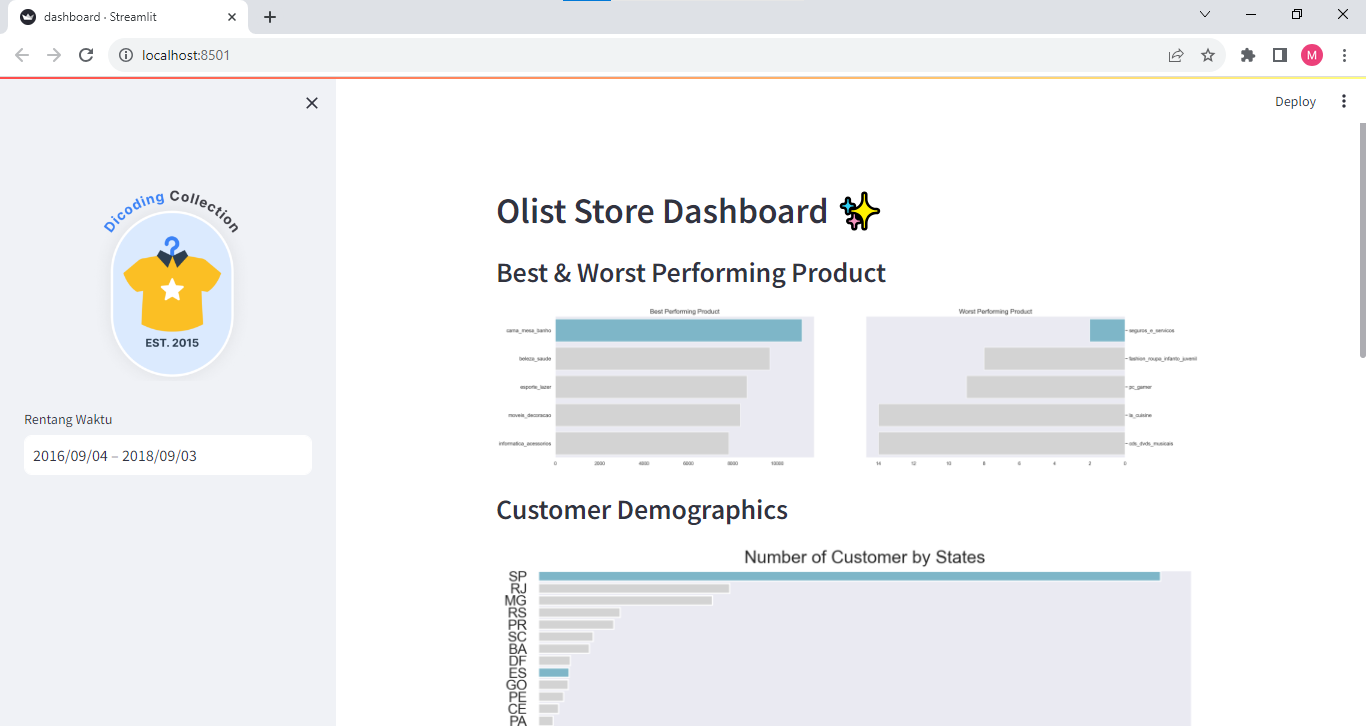 dashboard · Streamlit
localhost:8501
M
Deploy
Dicoding Collection
EST. 2015
Rentang Waktu
2016/09/04 – 2018/09/03
Olist Store Dashboard ✨
Best & Worst Performing Product
Best Performing Product
cama_mesa_banho
beleza_saude
esporte_lazer
moveis_decoracao
informatica_acessorios
0 2000 4000 6000 8000 10000
Worst Performing Product
seguros_e_servicos
fashion_roupa_infanto_juvenil
pc_gamer
la_cuisine
cds_dvds_musicais
14 12 10 8 6 4 2 0
Customer Demographics
Number of Customer by States
SP
RJ
MG
RS
PR
SC
BA
DF
ES
GO
PE
CE
PA